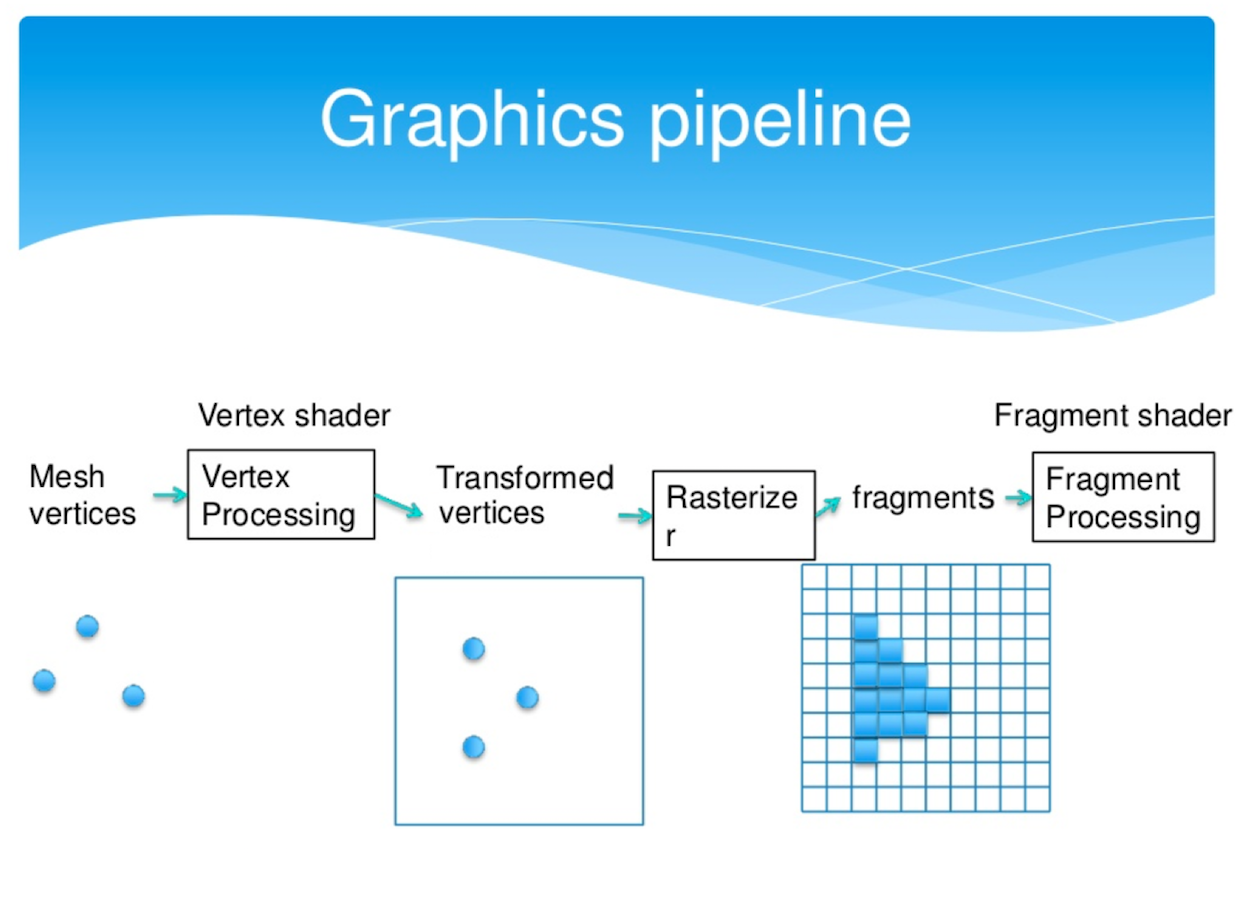 Graphics pipeline
Vertex shader
Fragment shader
Mesh
vertices
Vertex
Processing
Transformed
vertices
Rasterize
r
fragments
Fragment
Processing